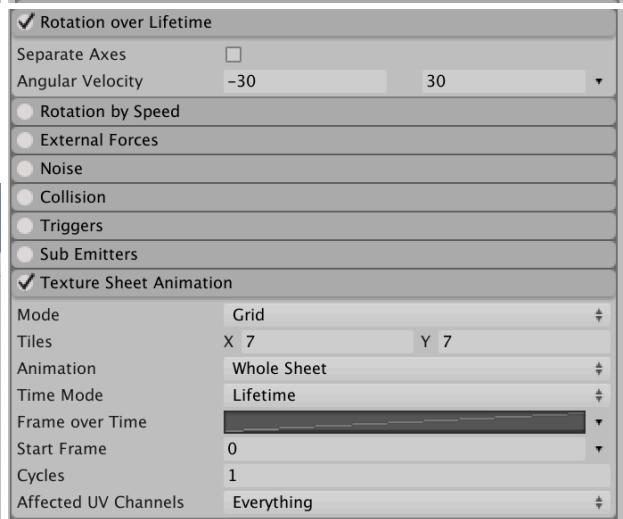 Rotation over Lifetime
Separate Axes
Angular Velocity -30 30
Rotation by Speed
External Forces
Noise
Collision
Triggers
Sub Emitters
Texture Sheet Animation
Mode Grid
Tiles X 7 Y 7
Animation Whole Sheet
Time Mode Lifetime
Frame over Time
Start Frame 0
Cycles 1
Affected UV Channels Everything